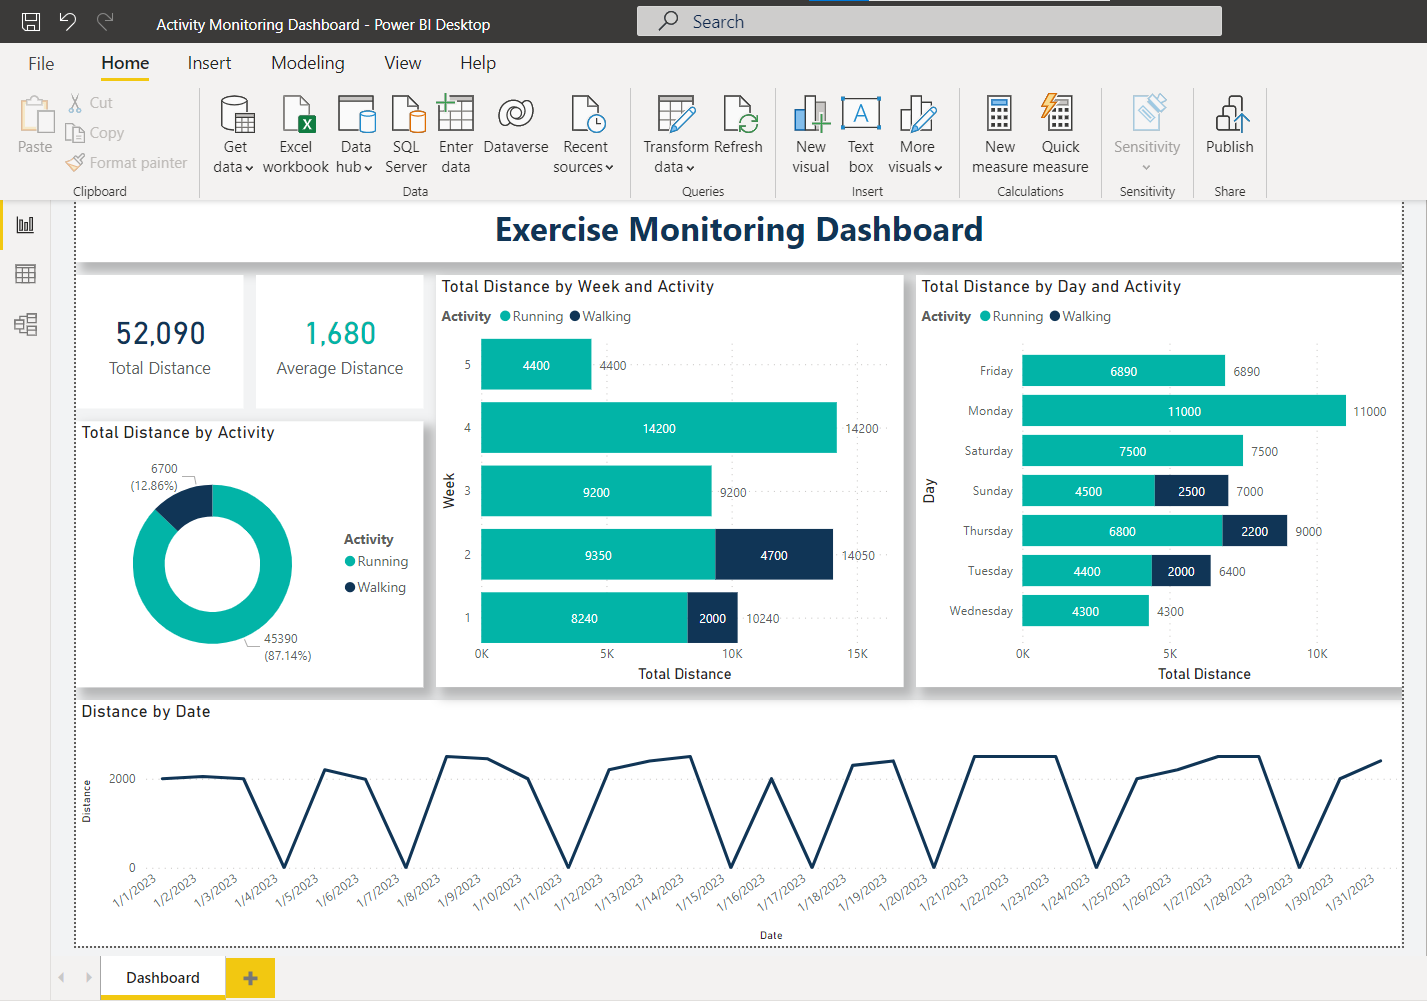 Activity Monitoring Dashboard - Power BI Desktop
Search
File Home Insert Modeling View Help
Paste
Cut
Copy
Format painter
Clipboard
Get data
Excel workbook
Data hub
SQL Server
Enter data
Dataverse
Recent sources
Data
Transform data
Refresh
Queries
New visual
Text box
More visuals
Insert
New measure
Quick measure
Calculations
Sensitivity
Sensitivity
Publish
Share
Exercise Monitoring Dashboard
52,090
Total Distance
1,680
Average Distance
Total Distance by Activity
6700
(12.86%)
45390
(87.14%)
Activity
Running
Walking
Total Distance by Week and Activity
Activity Running Walking
Week
5 4400 4400
4 14200 14200
3 9200 9200
2 9350 4700 14050
1 8240 2000 10240
0K 5K 10K 15K
Total Distance
Total Distance by Day and Activity
Activity Running Walking
Day
Friday 6890 6890
Monday 11000 11000
Saturday 7500 7500
Sunday 4500 2500 7000
Thursday 6800 2200 9000
Tuesday 4400 2000 6400
Wednesday 4300 4300
0K 5K 10K
Total Distance
Distance by Date
Distance
2000
0
1/1/2023 1/2/2023 1/3/2023 1/4/2023 1/5/2023 1/6/2023 1/7/2023 1/8/2023 1/9/2023 1/10/2023 1/11/2023 1/12/2023 1/13/2023 1/14/2023 1/15/2023 1/16/2023 1/17/2023 1/18/2023 1/19/2023 1/20/2023 1/21/2023 1/22/2023 1/23/2023 1/24/2023 1/25/2023 1/26/2023 1/27/2023 1/28/2023 1/29/2023 1/30/2023 1/31/2023
Date
Dashboard